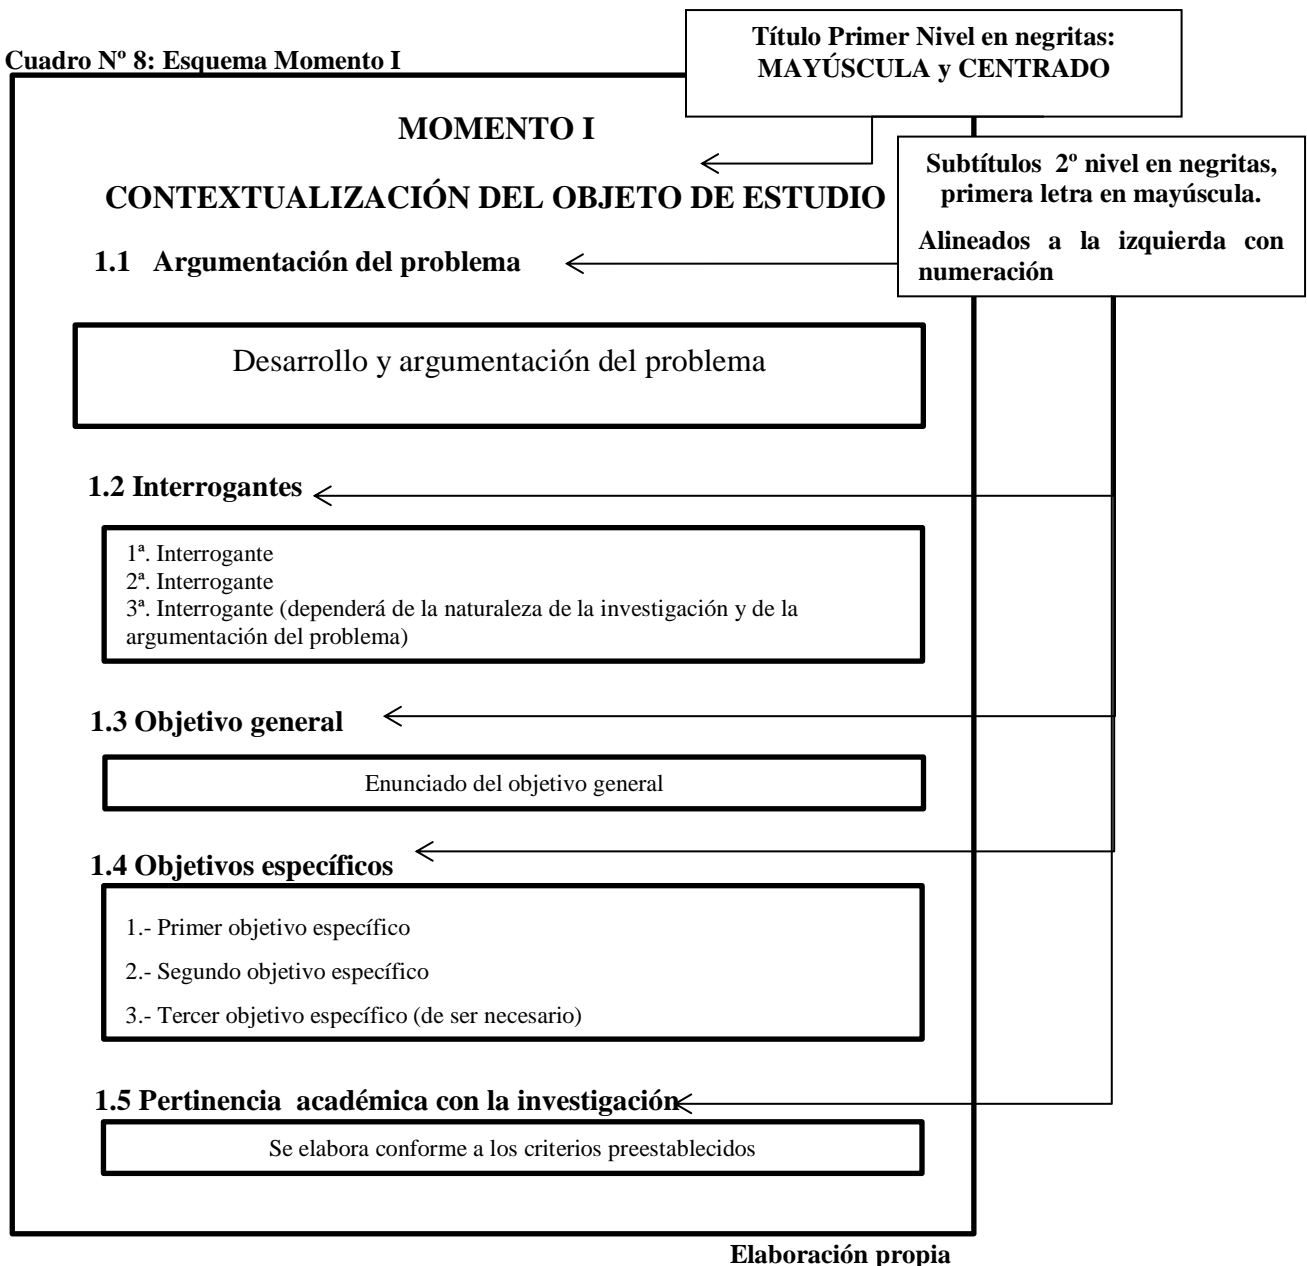 Título Primer Nivel en negritas:
MAYÚSCULA y CENTRADO
Cuadro Nº 8: Esquema Momento I
MOMENTO I
Subtítulos 2º nivel en negritas,
primera letra en mayúscula.
Alineados a la izquierda con
numeración
CONTEXTUALIZACIÓN DEL OBJETO DE ESTUDIO
1.1 Argumentación del problema
Desarrollo y argumentación del problema
1.2 Interrogantes
1ª. Interrogante
2ª. Interrogante
3ª. Interrogante (dependerá de la naturaleza de la investigación y de la
argumentación del problema)
1.3 Objetivo general
Enunciado del objetivo general
1.4 Objetivos específicos
1.- Primer objetivo específico
2.- Segundo objetivo específico
3.- Tercer objetivo específico (de ser necesario)
1.5 Pertinencia académica con la investigación
Se elabora conforme a los criterios preestablecidos
Elaboración propia